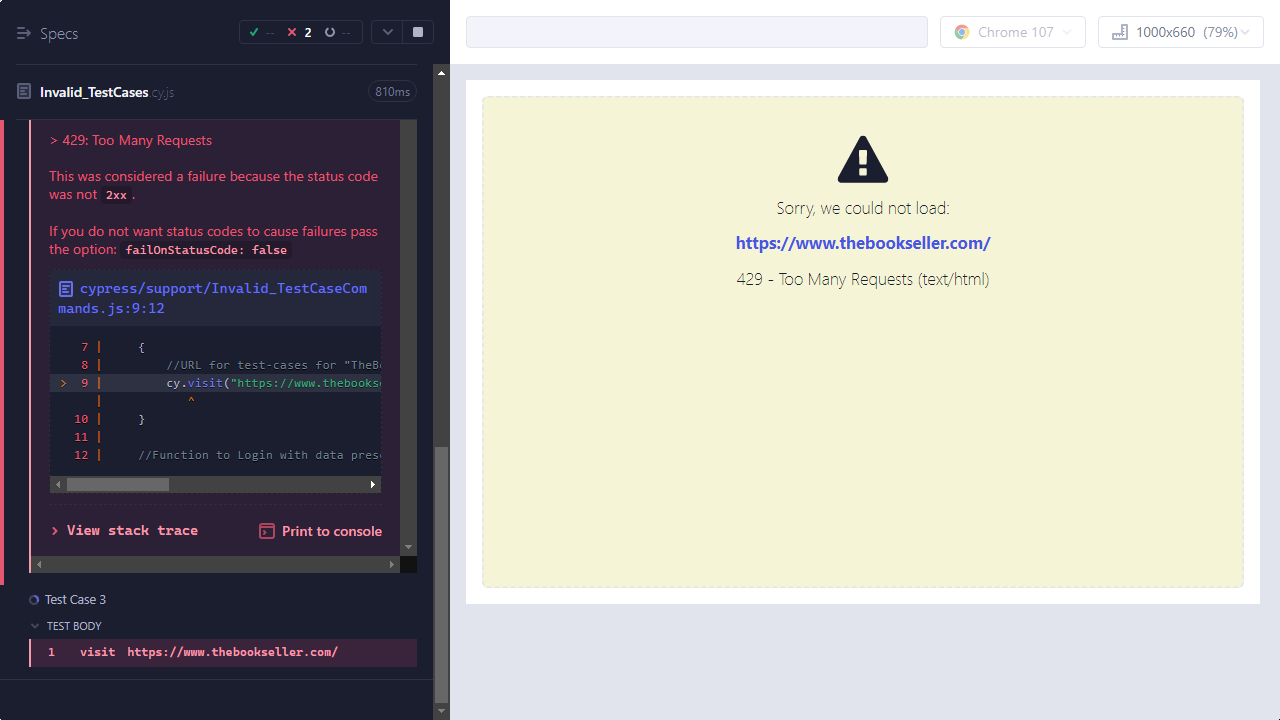 Specs
-- 2 --
Chrome 107
1000x660 (79%)
Invalid_TestCases.cy.js
810ms
> 429: Too Many Requests
This was considered a failure because the status code
was not 2xx.
If you do not want status codes to cause failures pass
the option: failOnStatusCode: false
cypress/support/Invalid_TestCaseCom
mands.js:9:12
7 | {
8 | //URL for test-cases for "TheBo
> 9 | cy.visit("https://www.thebookse
| ^
10 | }
11 |
12 | //Function to Login with data prese
> View stack trace
Print to console
Test Case 3
TEST BODY
1 visit https://www.thebookseller.com/
Sorry, we could not load:
https://www.thebookseller.com/
429 - Too Many Requests (text/html)